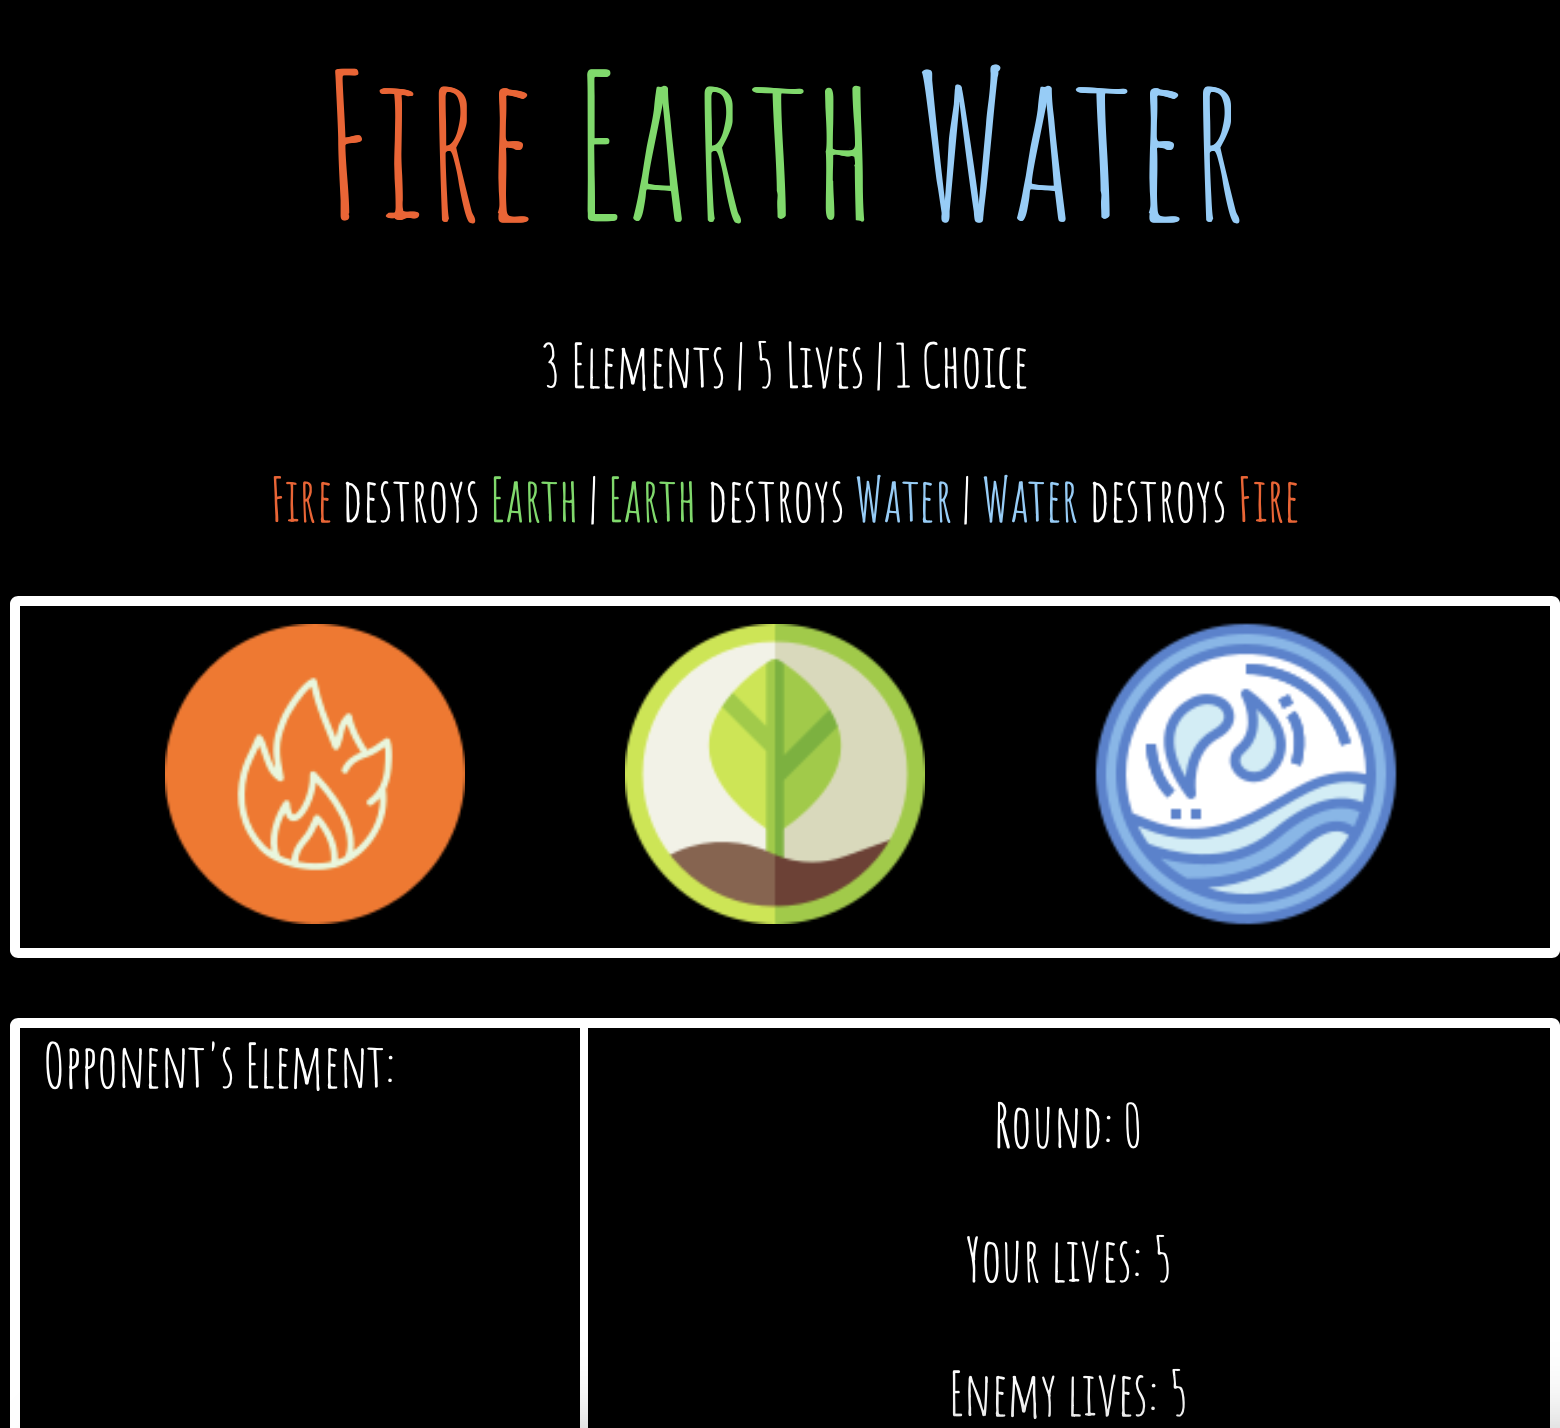 Fire Earth Water
3 Elements / 5 Lives / 1 Choice
Fire destroys Earth | Earth destroys Water | Water destroys Fire
Opponent's Element:
Round: 0
Your lives: 5
Enemy lives: 5